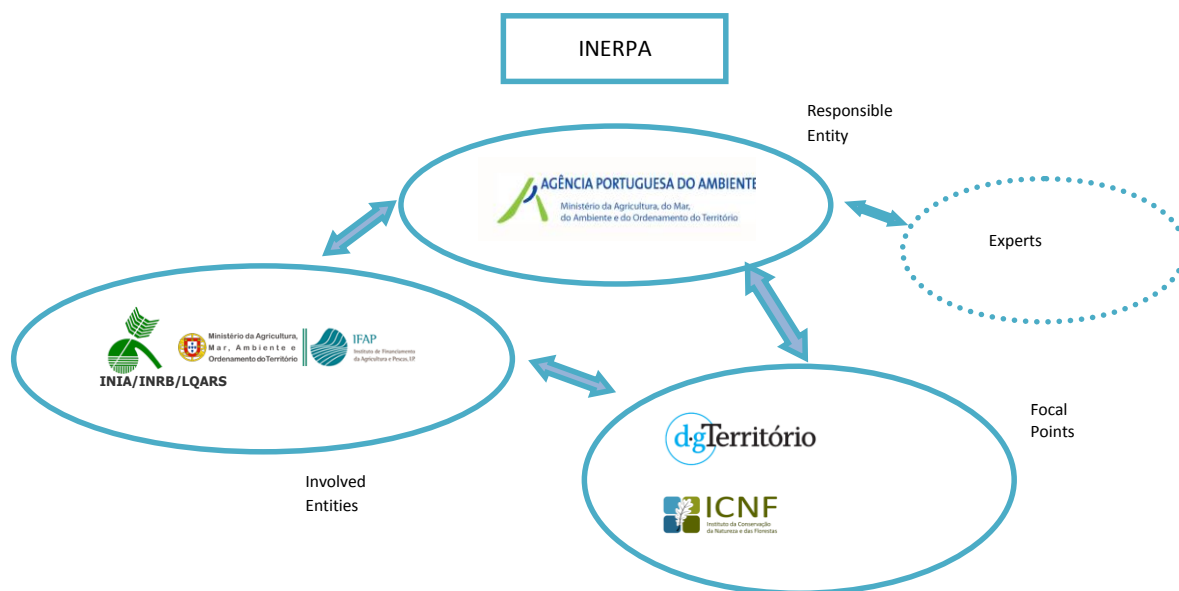 INERPA
Responsible
Entity
AGÊNCIA PORTUGUESA DO AMBIENTE
Ministério da Agricultura, do Mar,
do Ambiente e do Ordenamento do Território
Experts
INIA/INRB/LQARS
Ministério da Agricultura,
Mar, Ambiente e
Ordenamento do Território
IFAP
Instituto de Financiamento
da Agricultura e Pescas, I.P.
Involved
Entities
Focal
Points
d·gTerritório
ICNF
Instituto da Conservação
da Natureza e das Florestas